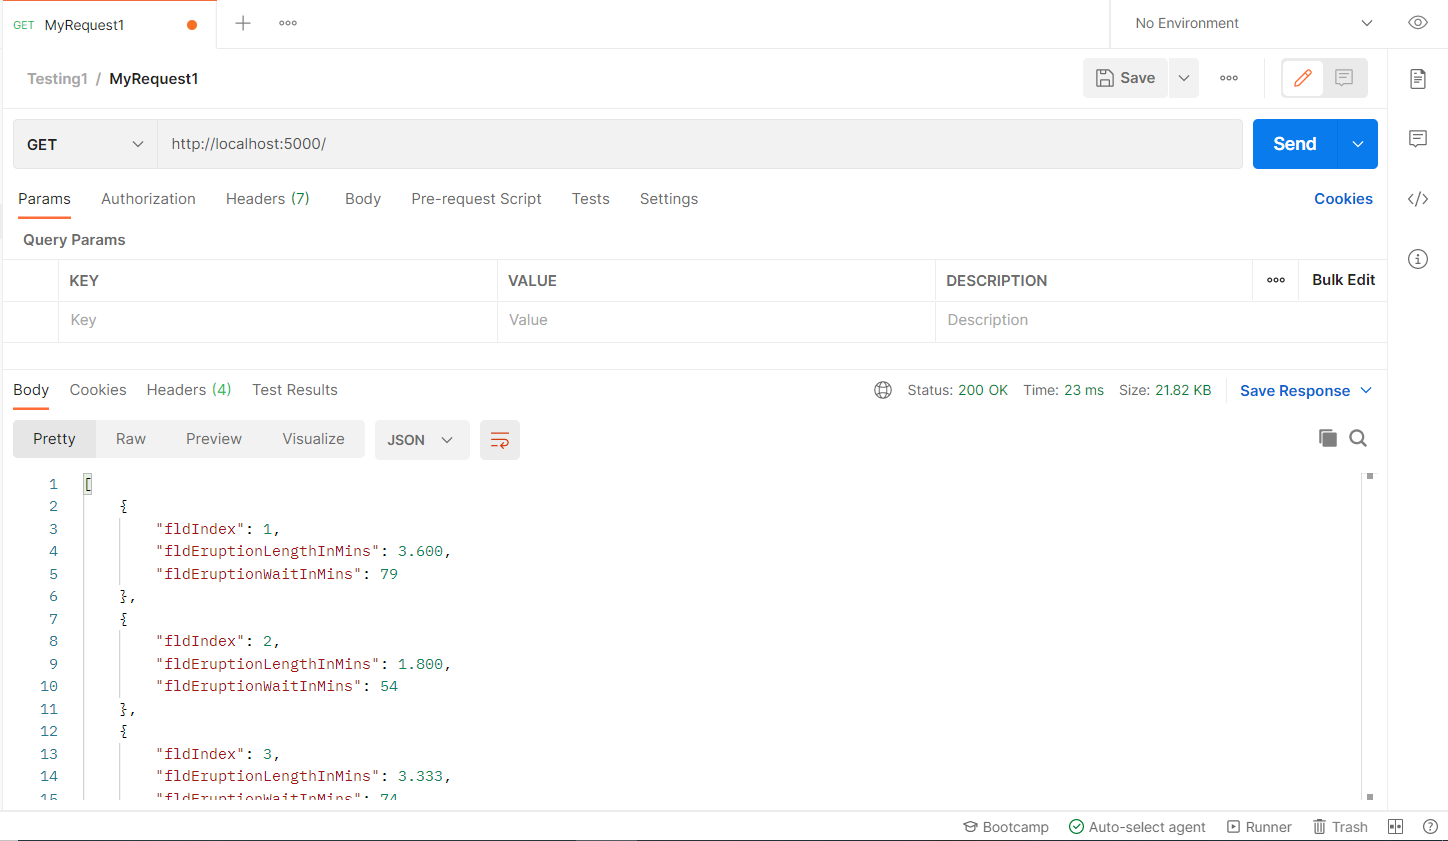 GET MyRequest1
No Environment
Testing1 / MyRequest1
Save
GET http://localhost:5000/
Send
Params Authorization Headers (7) Body Pre-request Script Tests Settings Cookies
Query Params
KEY VALUE DESCRIPTION Bulk Edit
Key Value Description
Body Cookies Headers (4) Test Results Status: 200 OK Time: 23 ms Size: 21.82 KB Save Response
Pretty Raw Preview Visualize JSON
1 [
2 {
3 "fldIndex": 1,
4 "fldEruptionLengthInMins": 3.600,
5 "fldEruptionWaitInMins": 79
6 },
7 {
8 "fldIndex": 2,
9 "fldEruptionLengthInMins": 1.800,
10 "fldEruptionWaitInMins": 54
11 },
12 {
13 "fldIndex": 3,
14 "fldEruptionLengthInMins": 3.333,
15 "fldEruptionWaitInMins": 74
Bootcamp Auto-select agent Runner Trash